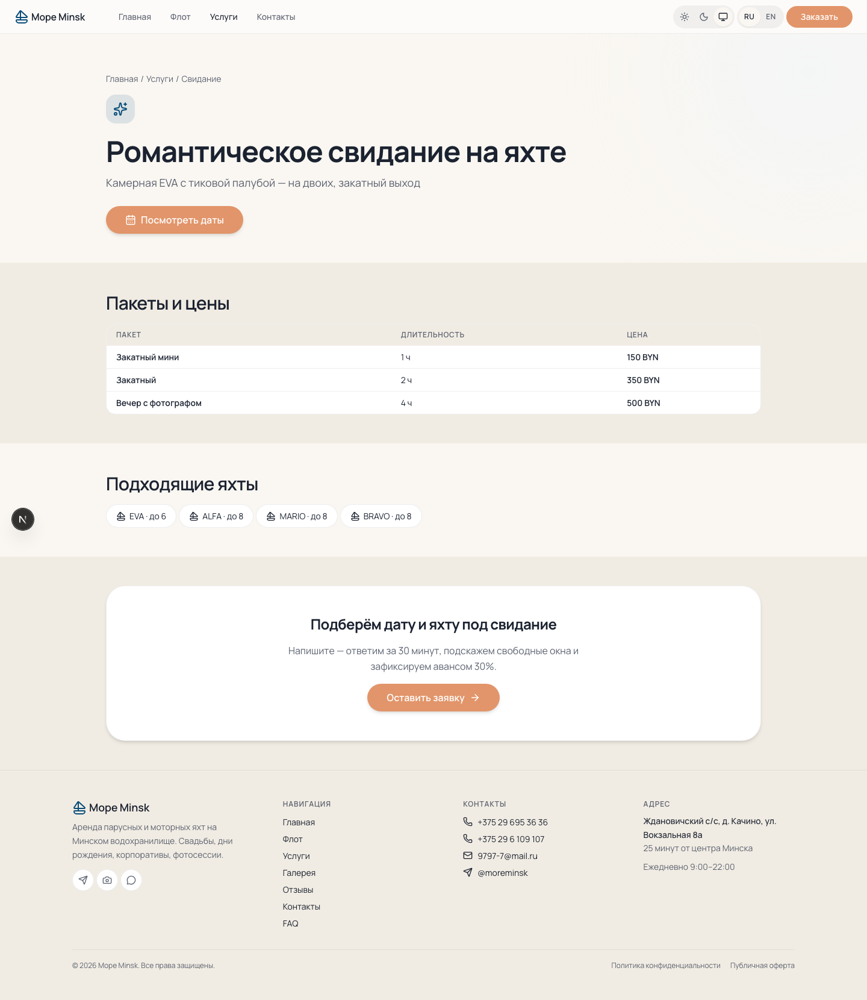 Море Minsk
Главная
Флот
Услуги
Контакты
RU
EN
Заказать
Главная / Услуги / Свидание
Романтическое свидание на яхте
Камерная EVA с тиковой палубой — на двоих, закатный выход
Посмотреть даты
Пакеты и цены
ПАКЕТ ДЛИТЕЛЬНОСТЬ ЦЕНА
Закатный мини 1 ч 150 BYN
Закатный 2 ч 350 BYN
Вечер с фотографом 4 ч 500 BYN
Подходящие яхты
EVA · до 6
ALFA · до 8
MARIO · до 8
BRAVO · до 8
N
Подберём дату и яхту под свидание
Напишите — ответим за 30 минут, подскажем свободные окна и
зафиксируем авансом 30%.
Оставить заявку
Море Minsk
Аренда парусных и моторных яхт на
Минском водохранилище. Свадьбы, дни
рождения, корпоративы, фотосессии.
НАВИГАЦИЯ
Главная
Флот
Услуги
Галерея
Отзывы
Контакты
FAQ
КОНТАКТЫ
+375 29 695 36 36
+375 29 6 109 107
9797-7@mail.ru
@moreminsk
АДРЕС
Ждановичский с/с, д. Качино, ул.
Вокзальная 8а
25 минут от центра Минска
Ежедневно 9:00–22:00
© 2026 Море Minsk. Все права защищены.
Политика конфиденциальности
Публичная оферта